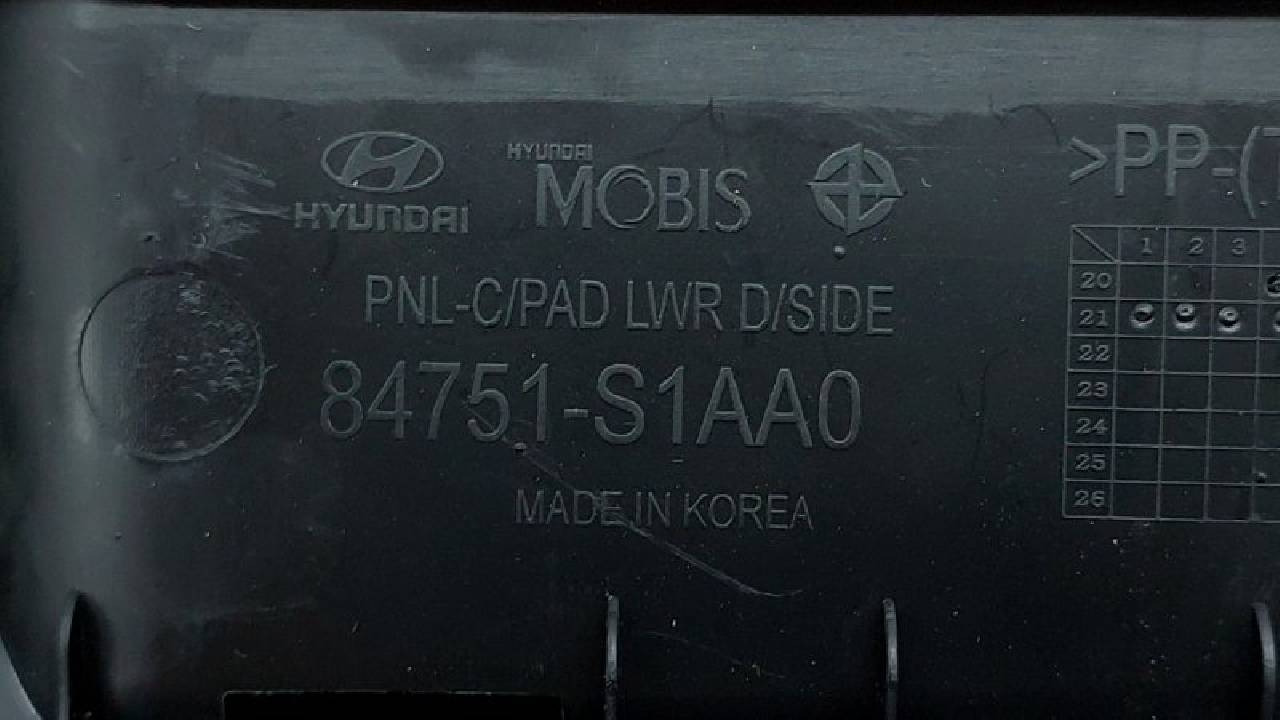 HYUNDAI
HYUNDAI
MOBIS
>PP-(
PNL-C/PAD LWR D/SIDE
84751-S1AA0
MADE IN KOREA
1 2 3
20
21
22
23
24
25
26